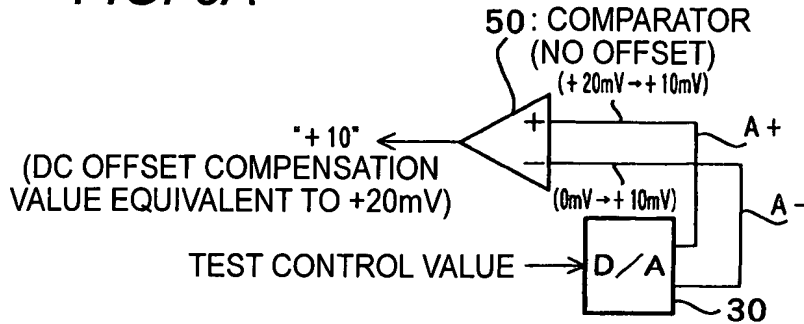 50 : COMPARATOR
(NO OFFSET)
(+20mV→+10mV)
+
A+
"+10"
(DC OFFSET COMPENSATION
VALUE EQUIVALENT TO +20mV)
−
(0mV→+10mV)
A−
TEST CONTROL VALUE
D/A
30